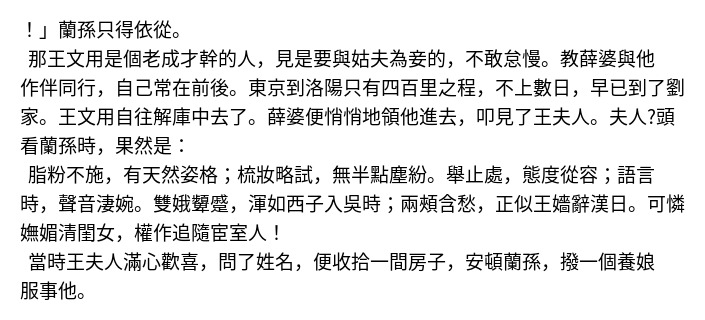 ！」蘭孫只得依從。
那王文用是個老成才幹的人，見是要與姑夫為妾的，不敢怠慢。教薛婆與他
作伴同行，自己常在前後。東京到洛陽只有四百里之程，不上數日，早已到了劉
家。王文用自往解庫中去了。薛婆便悄悄地領他進去，叩見了王夫人。夫人?頭
看蘭孫時，果然是：
脂粉不施，有天然姿格；梳妝略試，無半點塵紛。舉止處，態度從容；語言
時，聲音淒婉。雙娥顰蹙，渾如西子入吳時；兩頰含愁，正似王嬙辭漢日。可憐
嫵媚清閨女，權作追隨宦室人！
當時王夫人滿心歡喜，問了姓名，便收拾一間房子，安頓蘭孫，撥一個養娘
服事他。